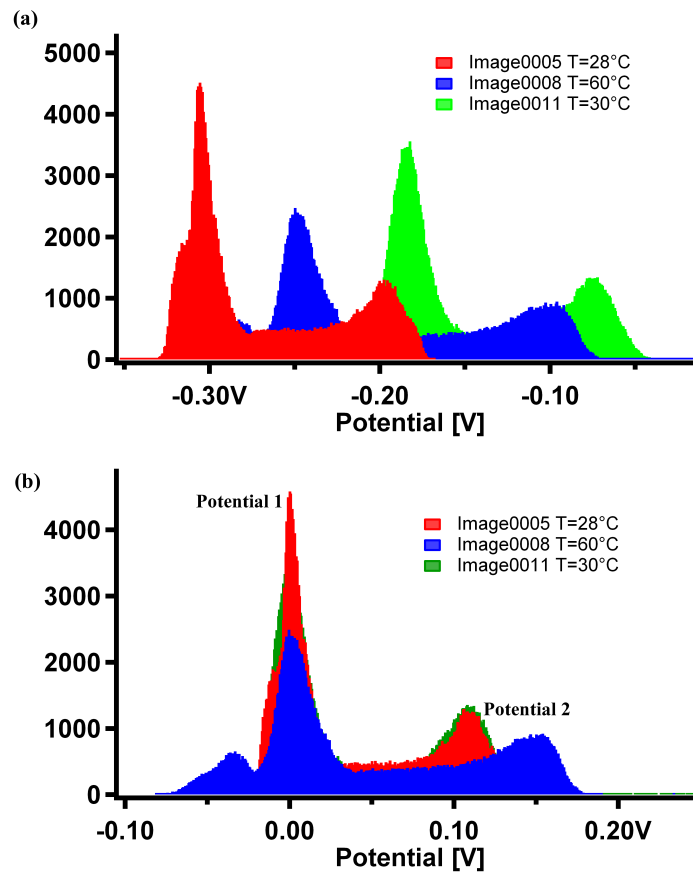 (a)
5000
4000
3000
2000
1000
0
Image0005 T=28°C
Image0008 T=60°C
Image0011 T=30°C
-0.30V -0.20 -0.10
Potential [V]
(b)
Potential 1
4000
3000
2000
1000
0
Image0005 T=28°C
Image0008 T=60°C
Image0011 T=30°C
Potential 2
-0.10 0.00 0.10 0.20V
Potential [V]